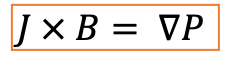 J × B = ∇P